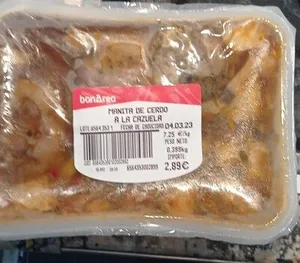 bonÀrea
MANITA DE CERDO
A LA CAZUELA
FECHA DE CADUCIDAD 04.03.23
7.25 €/kg
PESO NETO
0,399kg
IMPORTE:
2,89€